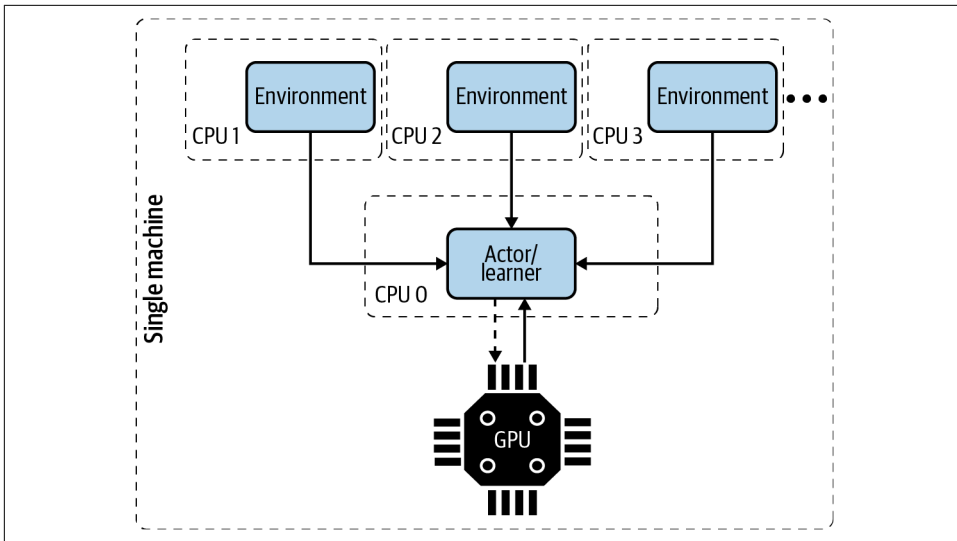 Environment
Environment
Environment
CPU 1
CPU 2
CPU 3
Single machine
Actor/
learner
CPU 0
GPU